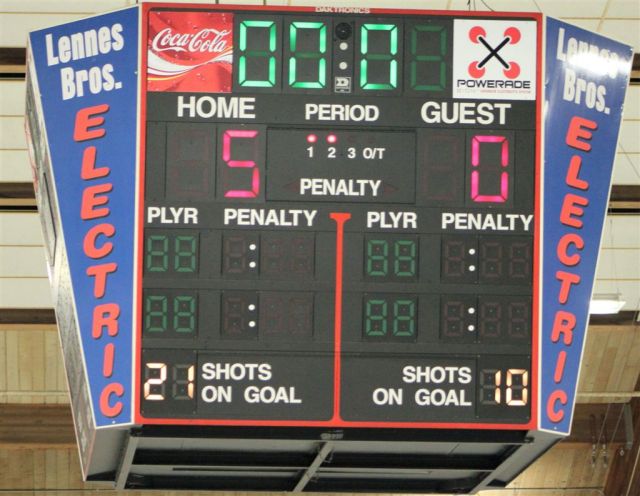 DAKTRONICS
Lennes
Bros.
ELECTRIC
Coca-Cola
00 0
POWERADE
Lennes
Bros.
ELECTRIC
HOME PERIOD GUEST
5 1 2 3 O/T 0
PENALTY
PLYR PENALTY PLYR PENALTY
21 SHOTS
ON GOAL
SHOTS
ON GOAL 10